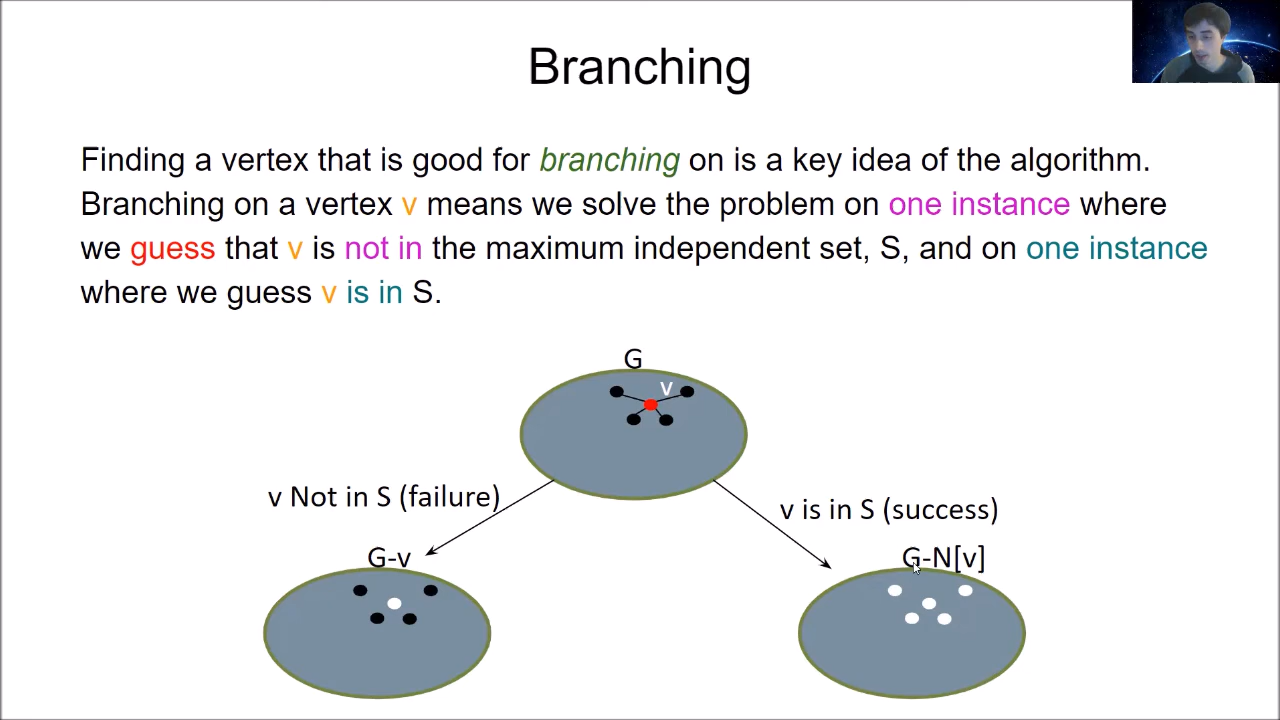 Branching
Finding a vertex that is good for branching on is a key idea of the algorithm.
Branching on a vertex v means we solve the problem on one instance where
we guess that v is not in the maximum independent set, S, and on one instance
where we guess v is in S.
G
v
v Not in S (failure)
v is in S (success)
G-v
G-N[v]